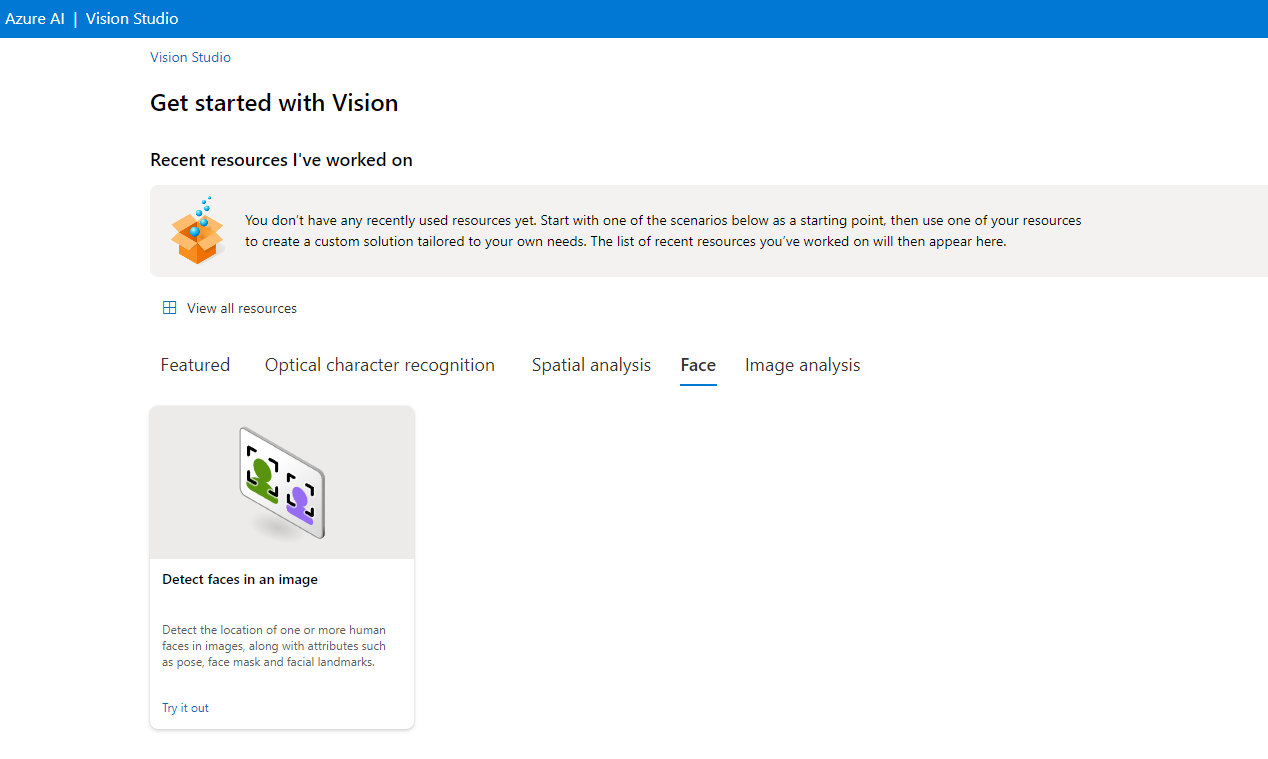 Azure AI | Vision Studio
Vision Studio
Get started with Vision
Recent resources I've worked on
You don't have any recently used resources yet. Start with one of the scenarios below as a starting point, then use one of your resources
to create a custom solution tailored to your own needs. The list of recent resources you've worked on will then appear here.
View all resources
Featured Optical character recognition Spatial analysis Face Image analysis
Detect faces in an image
Detect the location of one or more human
faces in images, along with attributes such
as pose, face mask and facial landmarks.
Try it out